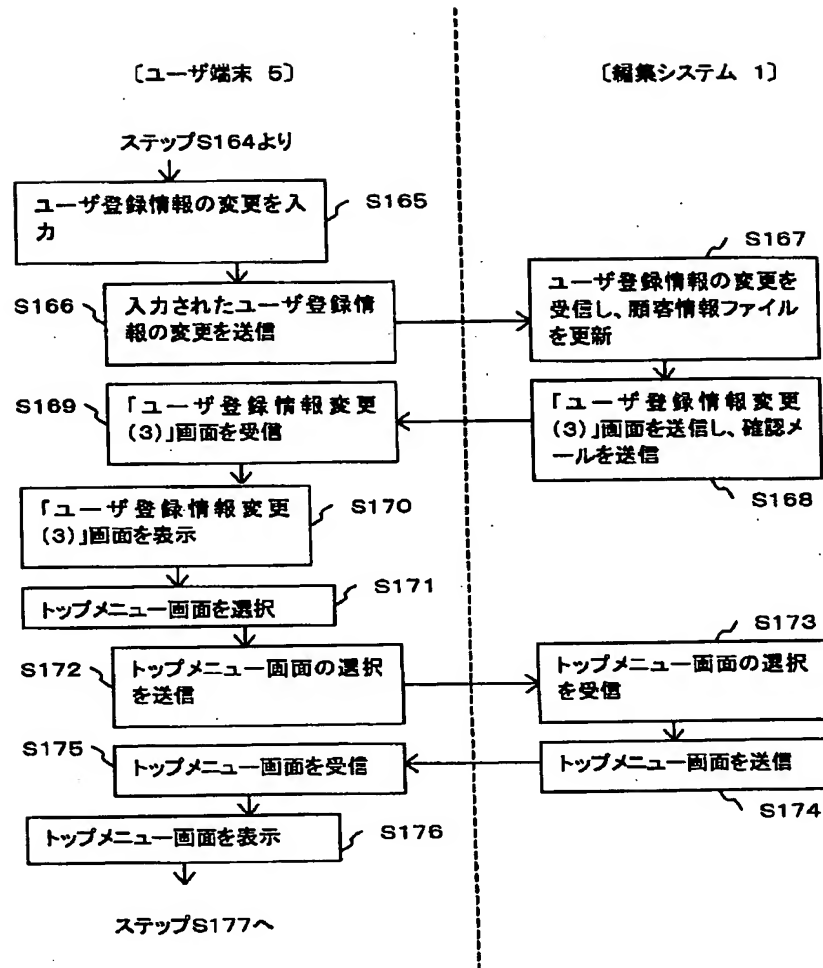 〔ユーザ端末 5〕
〔編集システム 1〕
ステップS164より
ユーザ登録情報の変更を入
力
S165
S166
入力されたユーザ登録情
報の変更を送信
S167
ユーザ登録情報の変更を
受信し、顧客情報ファイル
を更新
S169
「ユーザ登録情報変更
(3)」画面を受信
「ユーザ登録情報変更
(3)」画面を送信し、確認メ
ールを送信
S168
「ユーザ登録情報変更
(3)」画面を表示
S170
トップメニュー画面を選択
S171
S172
トップメニュー画面の選択
を送信
S173
トップメニュー画面の選択
を受信
S175
トップメニュー画面を受信
トップメニュー画面を送信
S174
トップメニュー画面を表示
S176
ステップS177へ